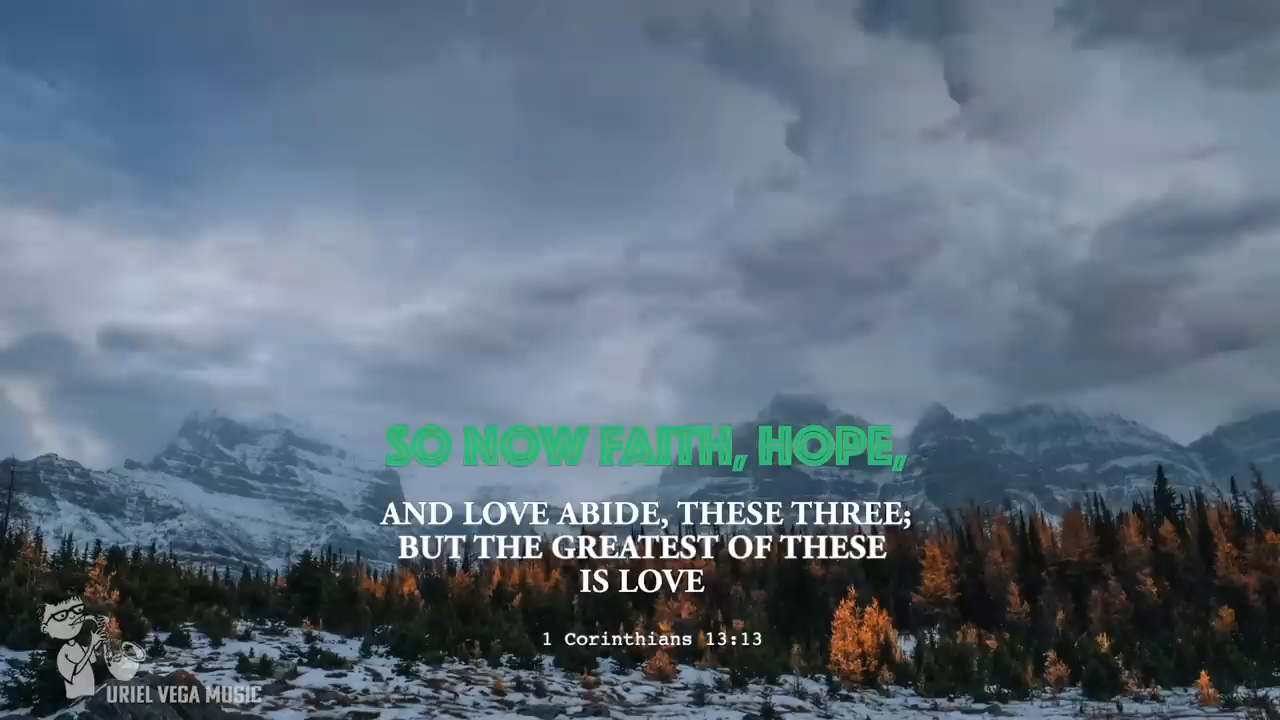 SO NOW FAITH, HOPE,
AND LOVE ABIDE, THESE THREE;
BUT THE GREATEST OF THESE
IS LOVE
1 Corinthians 13:13
URIEL VEGA MUSIC